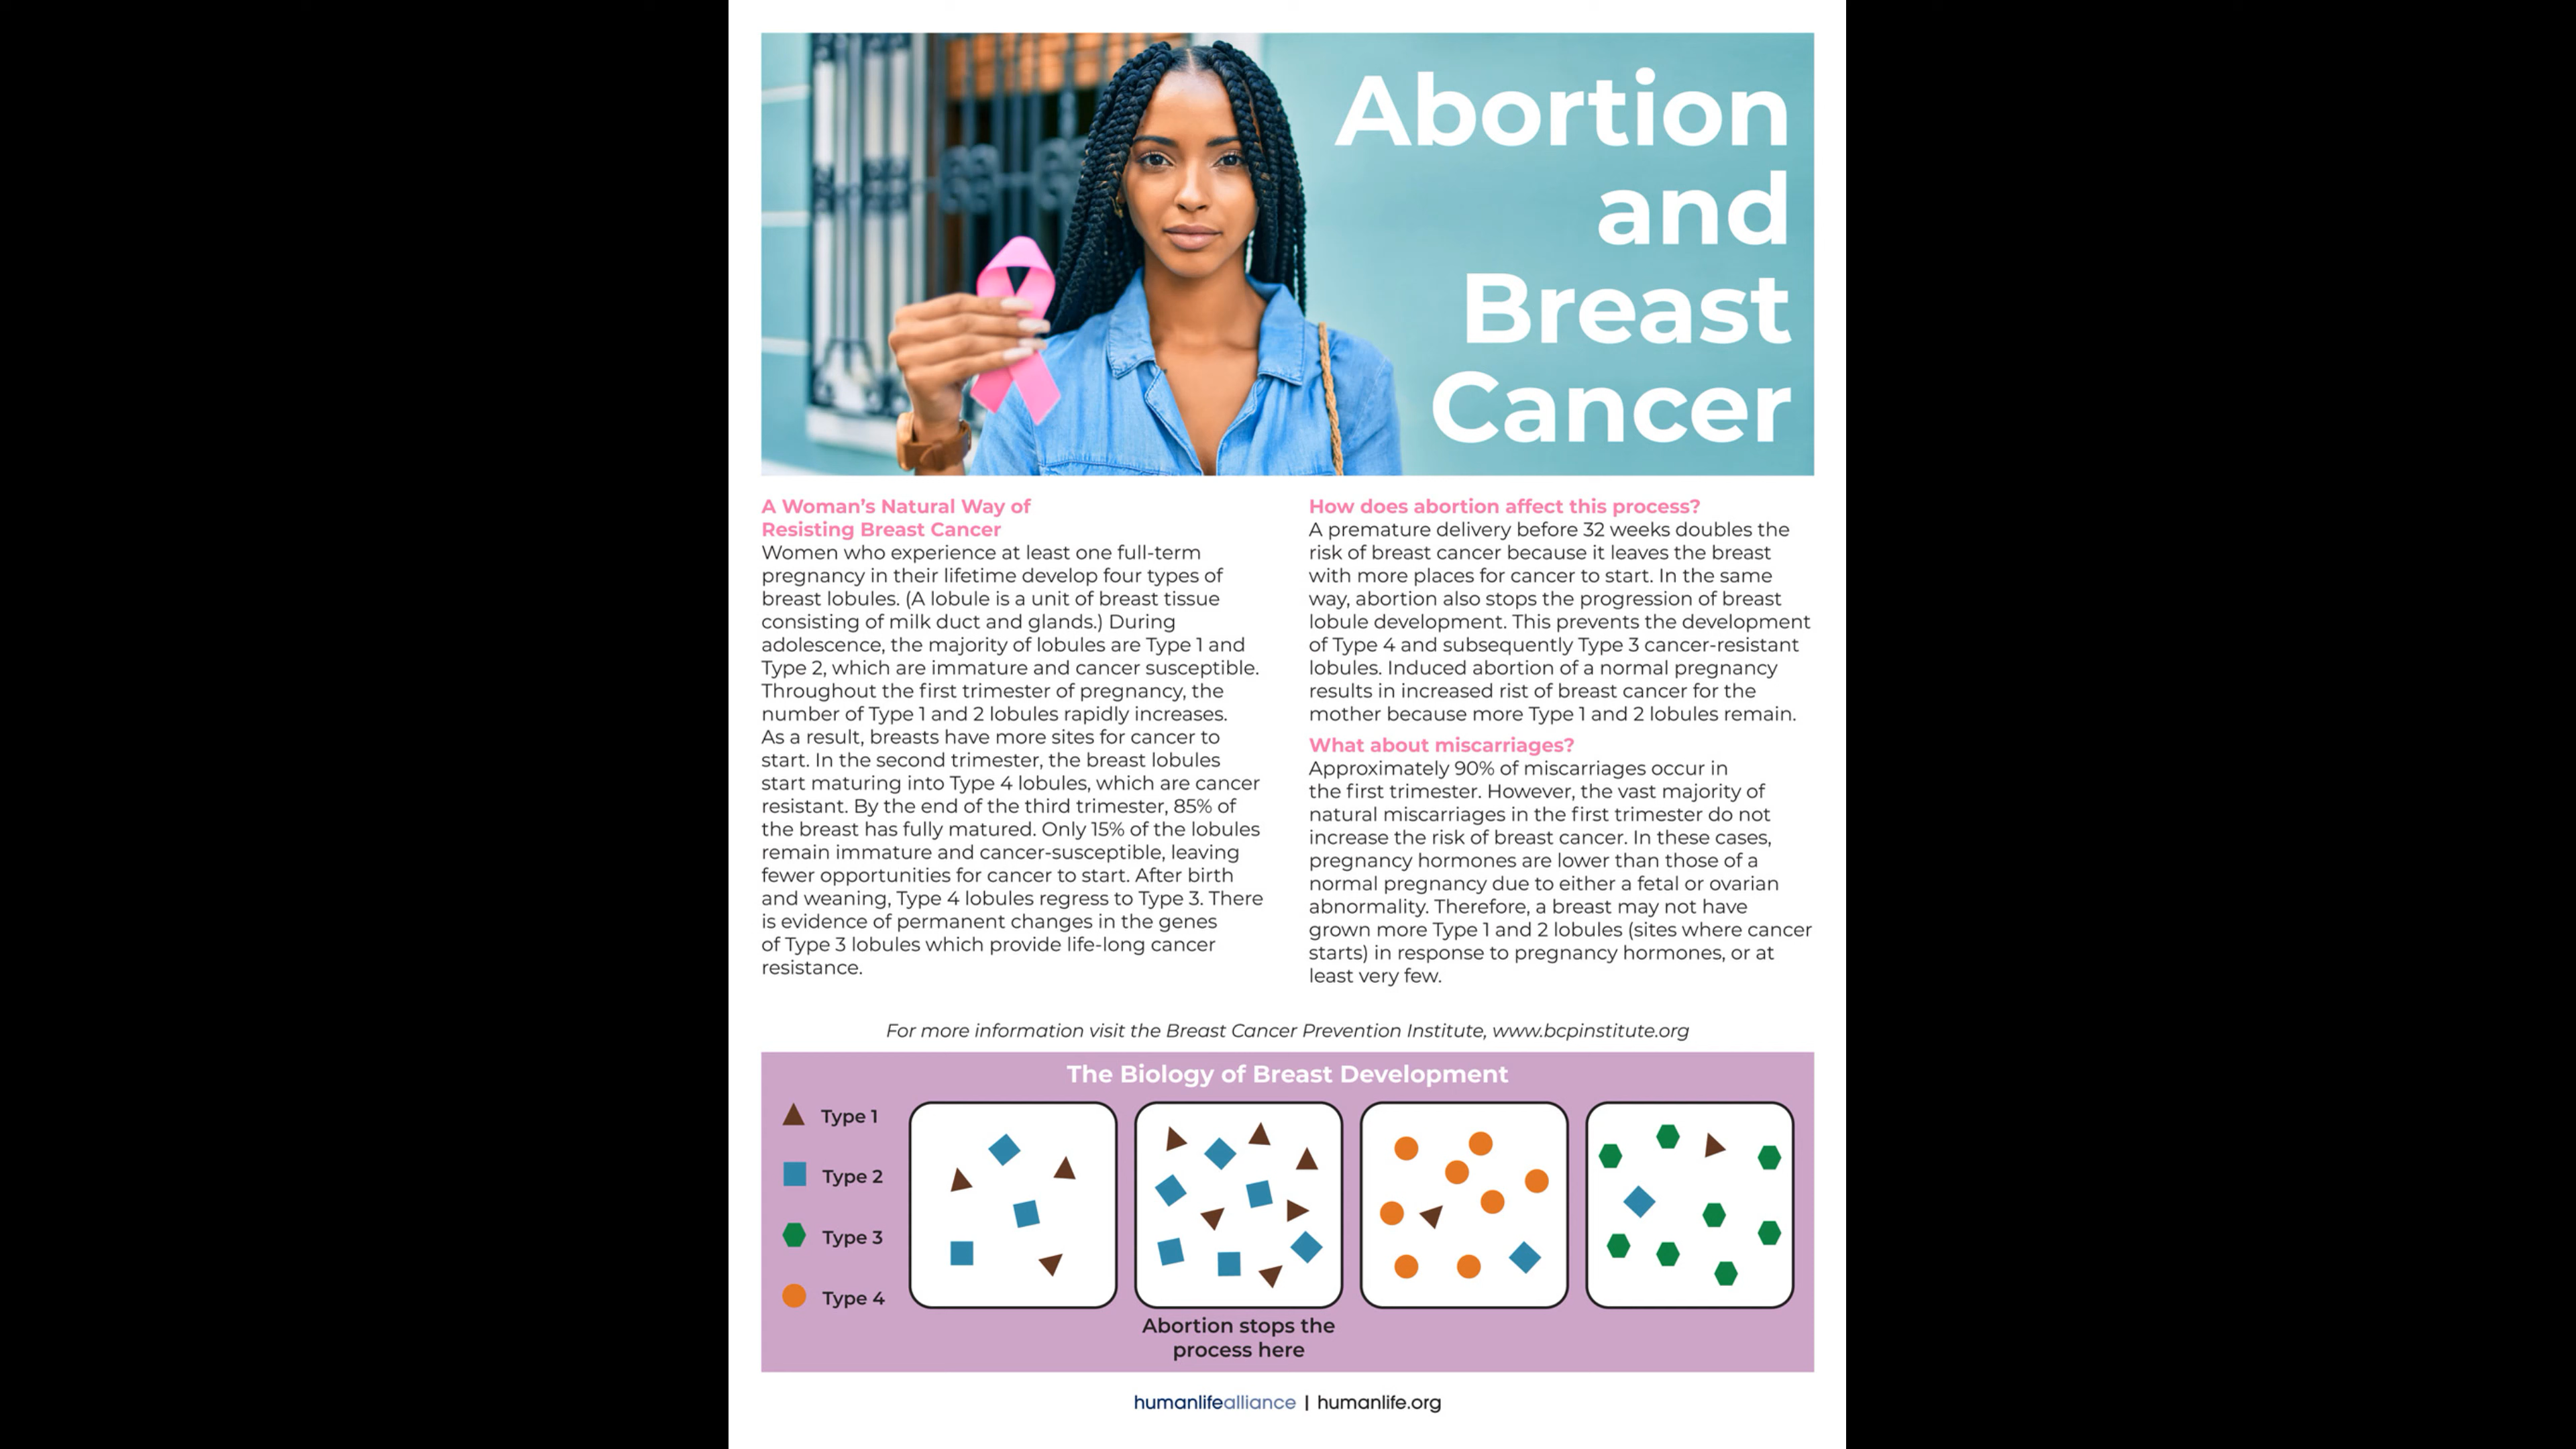 Abortion
and
Breast
Cancer
A Woman's Natural Way of
Resisting Breast Cancer
Women who experience at least one full-term
pregnancy in their lifetime develop four types of
breast lobules. (A lobule is a unit of breast tissue
consisting of milk duct and glands.) During
adolescence, the majority of lobules are Type 1 and
Type 2, which are immature and cancer susceptible.
Throughout the first trimester of pregnancy, the
number of Type 1 and 2 lobules rapidly increases.
As a result, breasts have more sites for cancer to
start. In the second trimester, the breast lobules
start maturing into Type 4 lobules, which are cancer
resistant. By the end of the third trimester, 85% of
the breast has fully matured. Only 15% of the lobules
remain immature and cancer-susceptible, leaving
fewer opportunities for cancer to start. After birth
and weaning, Type 4 lobules regress to Type 3. There
is evidence of permanent changes in the genes
of Type 3 lobules which provide life-long cancer
resistance.
How does abortion affect this process?
A premature delivery before 32 weeks doubles the
risk of breast cancer because it leaves the breast
with more places for cancer to start. In the same
way, abortion also stops the progression of breast
lobule development. This prevents the development
of Type 4 and subsequently Type 3 cancer-resistant
lobules. Induced abortion of a normal pregnancy
results in increased rist of breast cancer for the
mother because more Type 1 and 2 lobules remain.
What about miscarriages?
Approximately 90% of miscarriages occur in
the first trimester. However, the vast majority of
natural miscarriages in the first trimester do not
increase the risk of breast cancer. In these cases,
pregnancy hormones are lower than those of a
normal pregnancy due to either a fetal or ovarian
abnormality. Therefore, a breast may not have
grown more Type 1 and 2 lobules (sites where cancer
starts) in response to pregnancy hormones, or at
least very few.
For more information visit the Breast Cancer Prevention Institute, www.bcpinstitute.org
The Biology of Breast Development
Type 1
Type 2
Type 3
Type 4
Abortion stops the
process here
humanlifealliance | humanlife.org